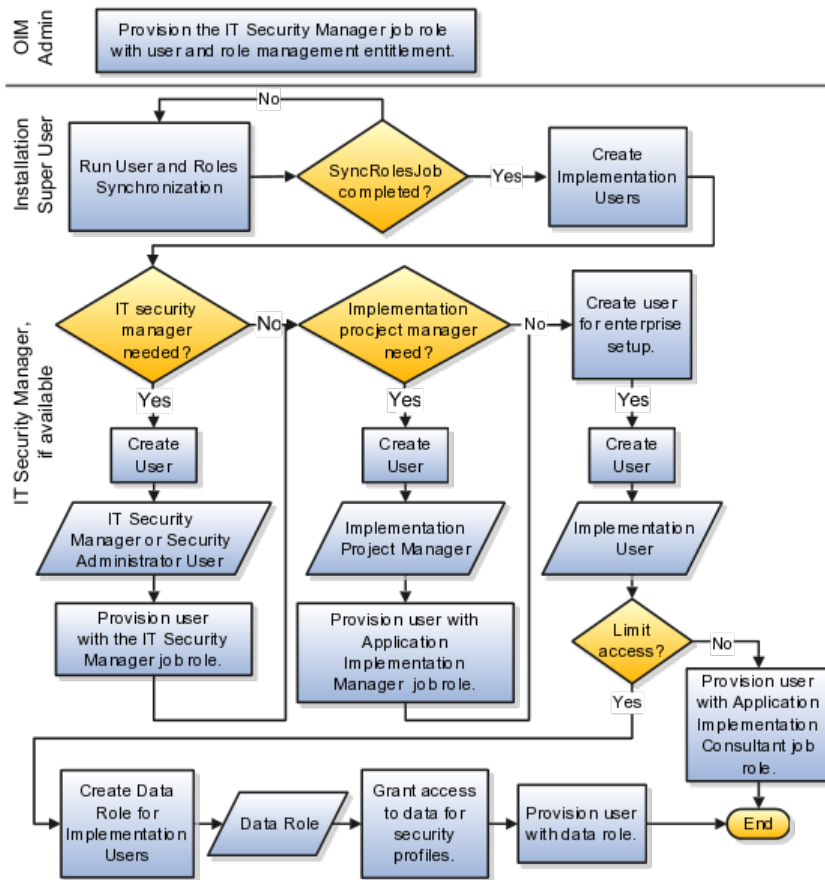 OIM
Admin
Provision the IT Security Manager job role
with user and role management entitlement.
Installation
Super User
No
Run User and Roles
Synchronization
SyncRolesJob
completed?
Yes
Create
Implementation
Users
IT Security Manager,
if available
IT security
manager
needed?
No
Implementation
procject manager
need?
No
Create user
for enterprise
setup.
Yes
Yes
Yes
Create
User
Create
User
Create
User
IT Security
Manager or Security
Administrator User
Implementation
Project Manager
Implementation
User
Provision user
with the IT Security
Manager job role.
Provision user with
Application
Implementation
Manager job role.
Limit
access?
No
Yes
Provision user
with Application
Implementation
Consultant job
role.
Create Data
Role for
Implementation
Users
Data Role
Grant access
to data for
security
profiles.
Provision user
with data role.
End